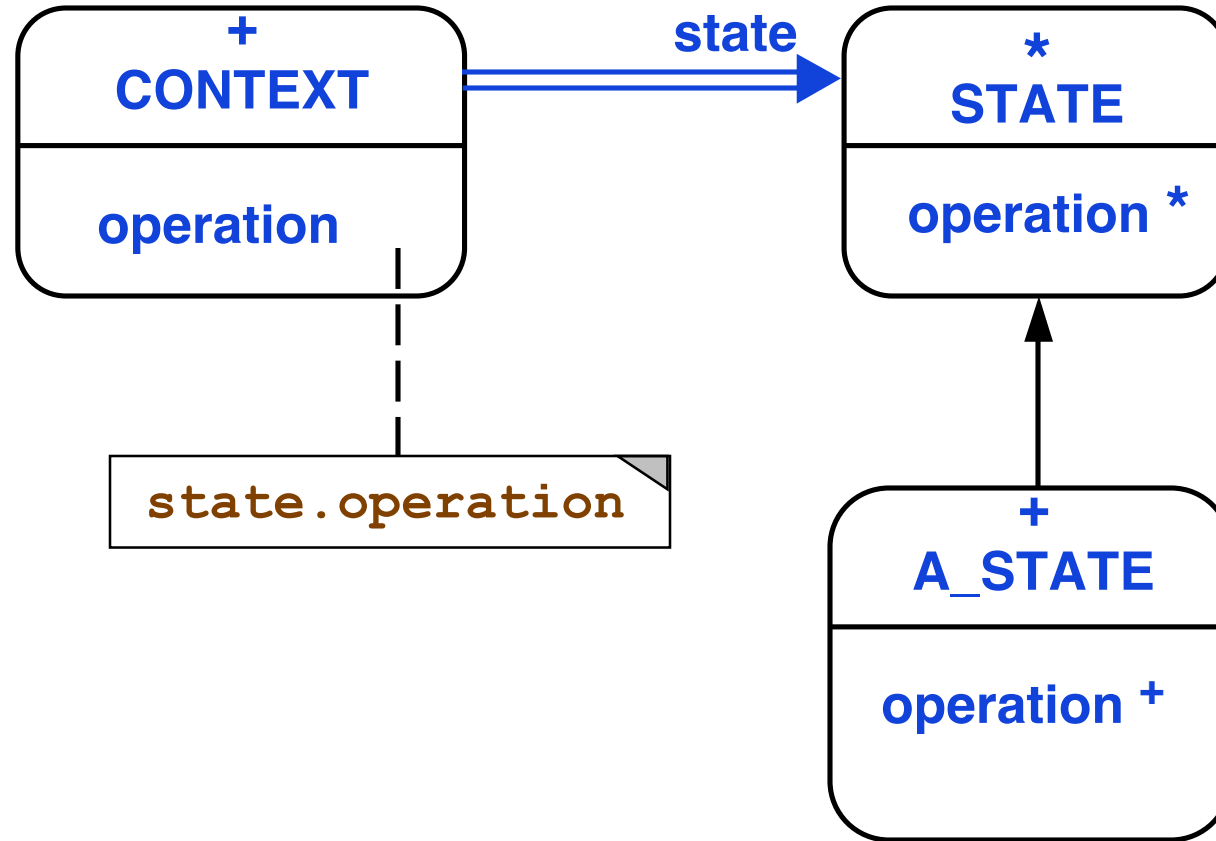 +
CONTEXT
operation
state
*
STATE
operation *
state.operation
+
A_STATE
operation +